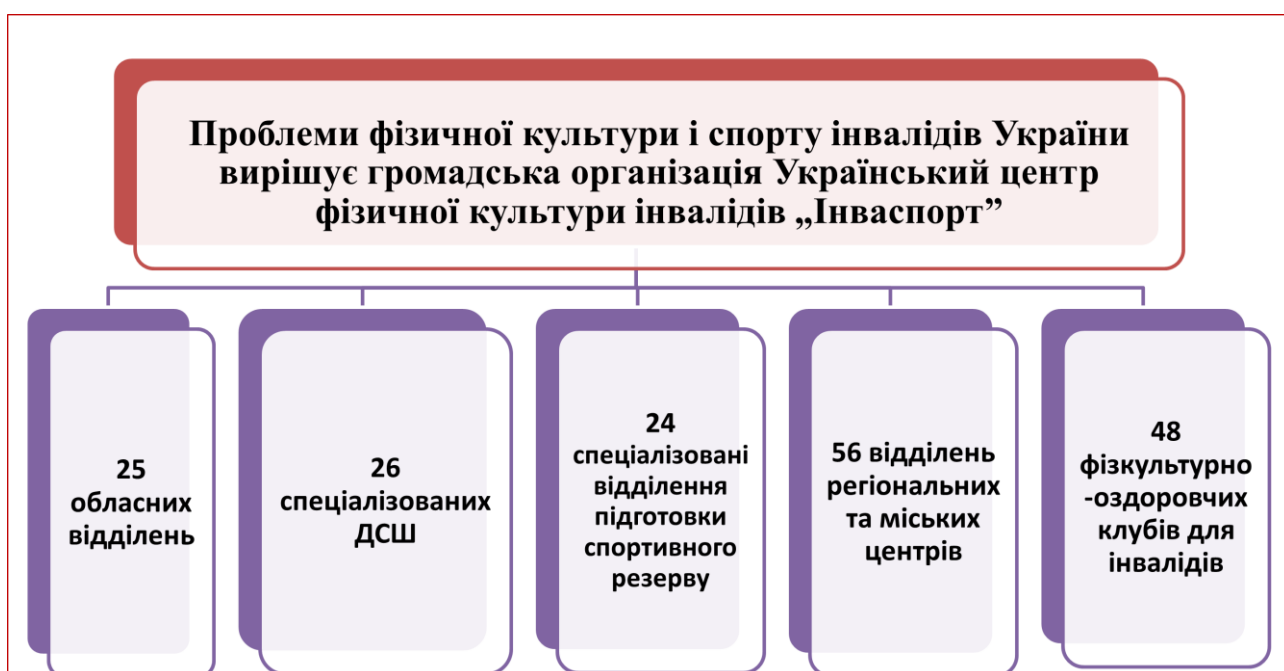 Проблеми фізичної культури і спорту інвалідів України
вирішує громадська організація Український центр
фізичної культури інвалідів „Інваспорт”
25
обласних
відділень
26
спеціалізованих
ДСШ
24
спеціалізовані
відділення
підготовки
спортивного
резерву
56 відділень
регіональних
та міських
центрів
48
фізкультурно
-оздоровчих
клубів для
інвалідів